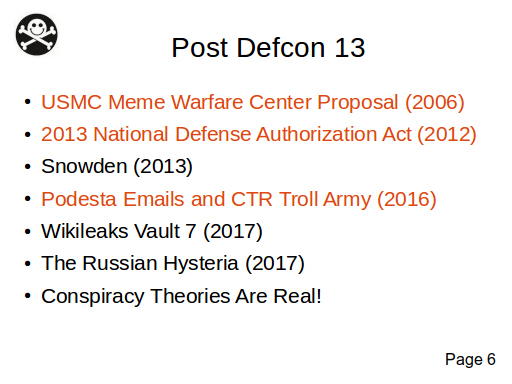 Post Defcon 13
• USMC Meme Warfare Center Proposal (2006)
• 2013 National Defense Authorization Act (2012)
• Snowden (2013)
• Podesta Emails and CTR Troll Army (2016)
• Wikileaks Vault 7 (2017)
• The Russian Hysteria (2017)
• Conspiracy Theories Are Real!
Page 6